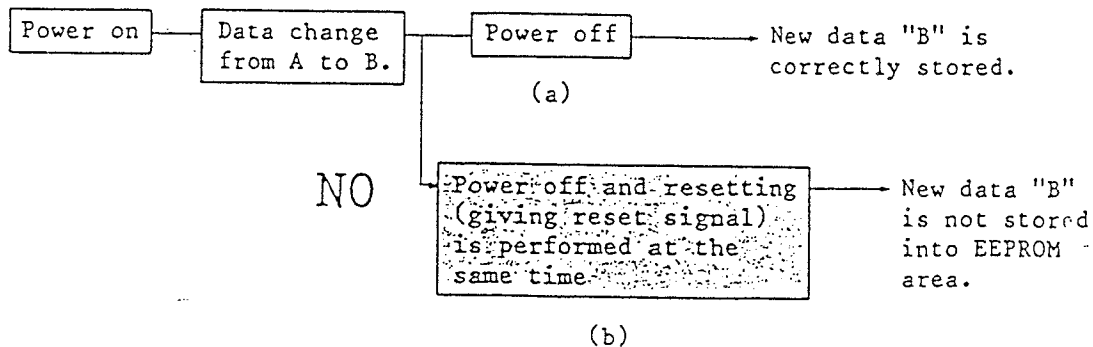 Power on
Data change
from A to B.
Power off
New data "B" is
correctly stored.
(a)
NO
Power off and resetting
(giving reset signal)
is performed at the
same time
New data "B"
is not stored
into EEPROM
area.
(b)